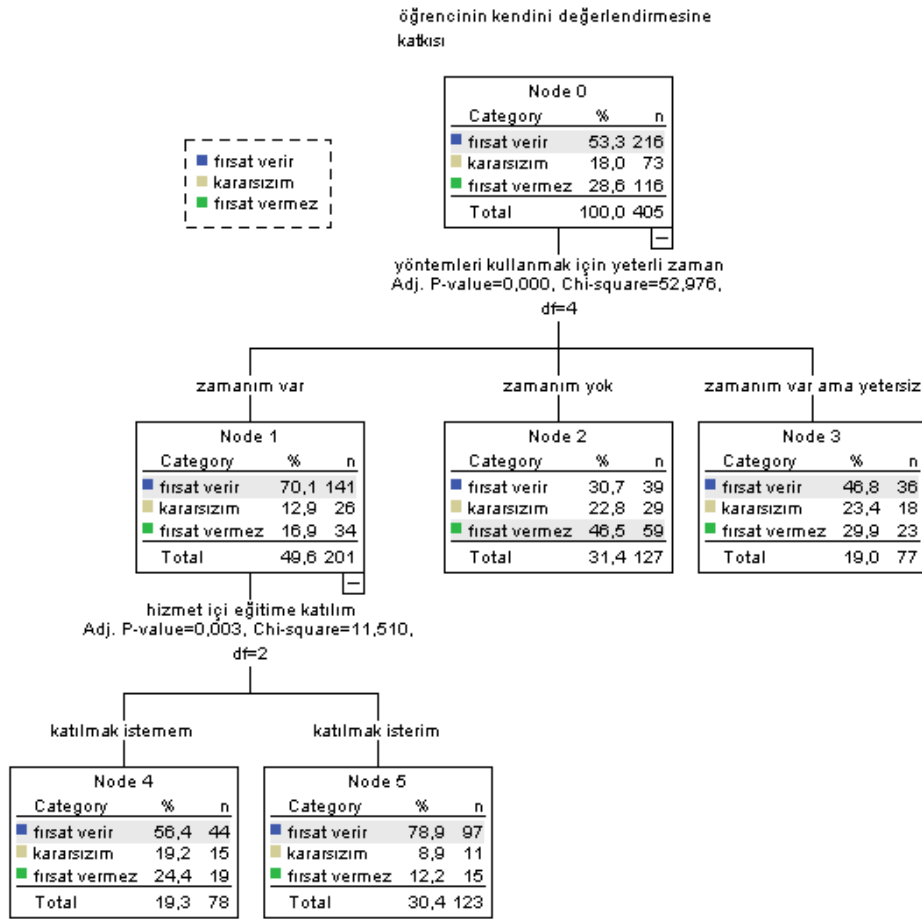 öğrencinin kendini değerlendirmesine
katkısı
Node 0
Category % n
fırsat verir 53,3 216
kararsızım 18,0 73
fırsat vermez 28,6 116
Total 100,0 405
fırsat verir
kararsızım
fırsat vermez
yöntemleri kullanmak için yeterli zaman
Adj. P-value=0,000, Chi-square=52,976,
df=4
zamanım var
zamanım yok
zamanım var ama yetersiz
Node 1
Category % n
fırsat verir 70,1 141
kararsızım 12,9 26
fırsat vermez 16,9 34
Total 49,6 201
Node 2
Category % n
fırsat verir 30,7 39
kararsızım 22,8 29
fırsat vermez 46,5 59
Total 31,4 127
Node 3
Category % n
fırsat verir 46,8 36
kararsızım 23,4 18
fırsat vermez 29,9 23
Total 19,0 77
hizmet içi eğitime katılım
Adj. P-value=0,003, Chi-square=11,510,
df=2
katılmak istemem
katılmak isterim
Node 4
Category % n
fırsat verir 56,4 44
kararsızım 19,2 15
fırsat vermez 24,4 19
Total 19,3 78
Node 5
Category % n
fırsat verir 78,9 97
kararsızım 8,9 11
fırsat vermez 12,2 15
Total 30,4 123